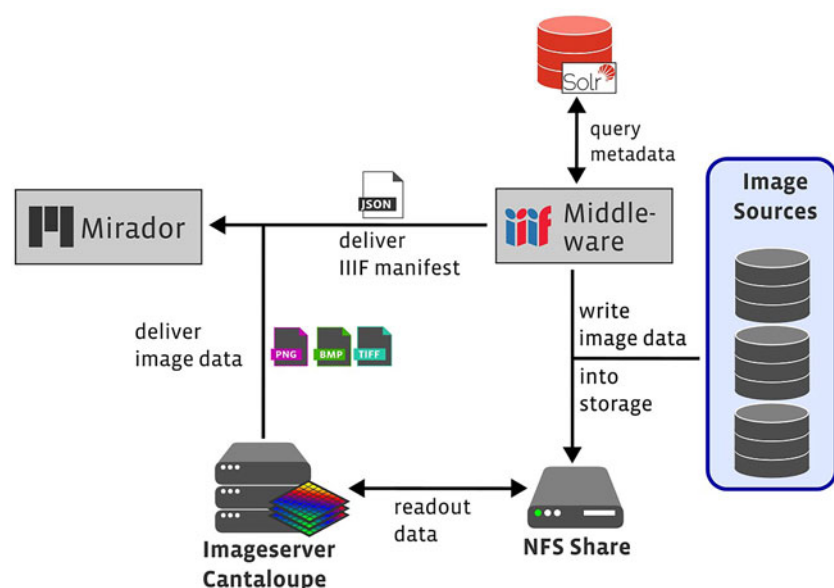 Solr
query
metadata
Image
Sources
JSON
Mirador
iiif
Middle-
ware
deliver
IIIF manifest
deliver
image data
PNG
BMP
TIFF
write
image data
into
storage
readout
data
Imageserver
Cantaloupe
NFS Share